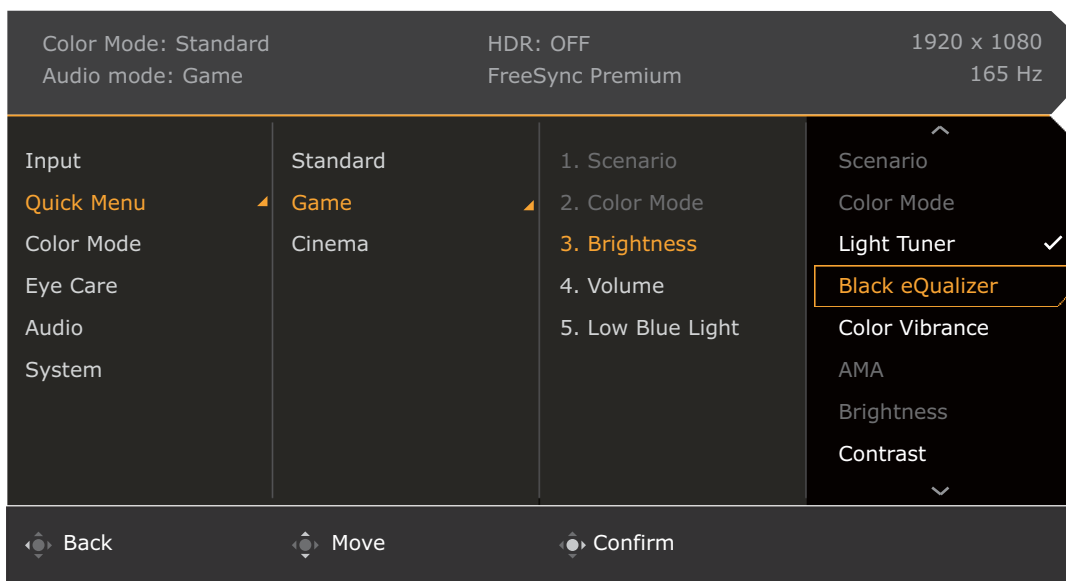 Color Mode: Standard
Audio mode: Game
HDR: OFF
FreeSync Premium
1920 x 1080
165 Hz
Input
Quick Menu
Color Mode
Eye Care
Audio
System
Standard
Game
Cinema
1. Scenario
2. Color Mode
3. Brightness
4. Volume
5. Low Blue Light
Scenario
Color Mode
Light Tuner
Black eQualizer
Color Vibrance
AMA
Brightness
Contrast
Back
Move
Confirm